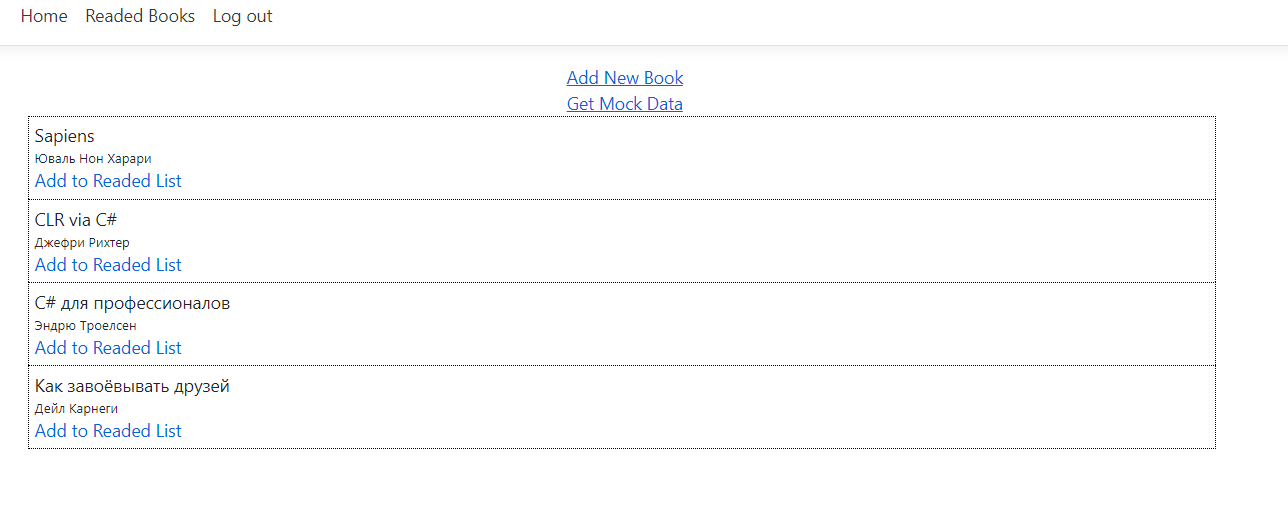 Home Readed Books Log out
Add New Book
Get Mock Data
Sapiens
Юваль Нон Харари
Add to Readed List
CLR via C#
Джефри Рихтер
Add to Readed List
C# для профессионалов
Эндрю Троелсен
Add to Readed List
Как завоёвывать друзей
Дейл Карнеги
Add to Readed List